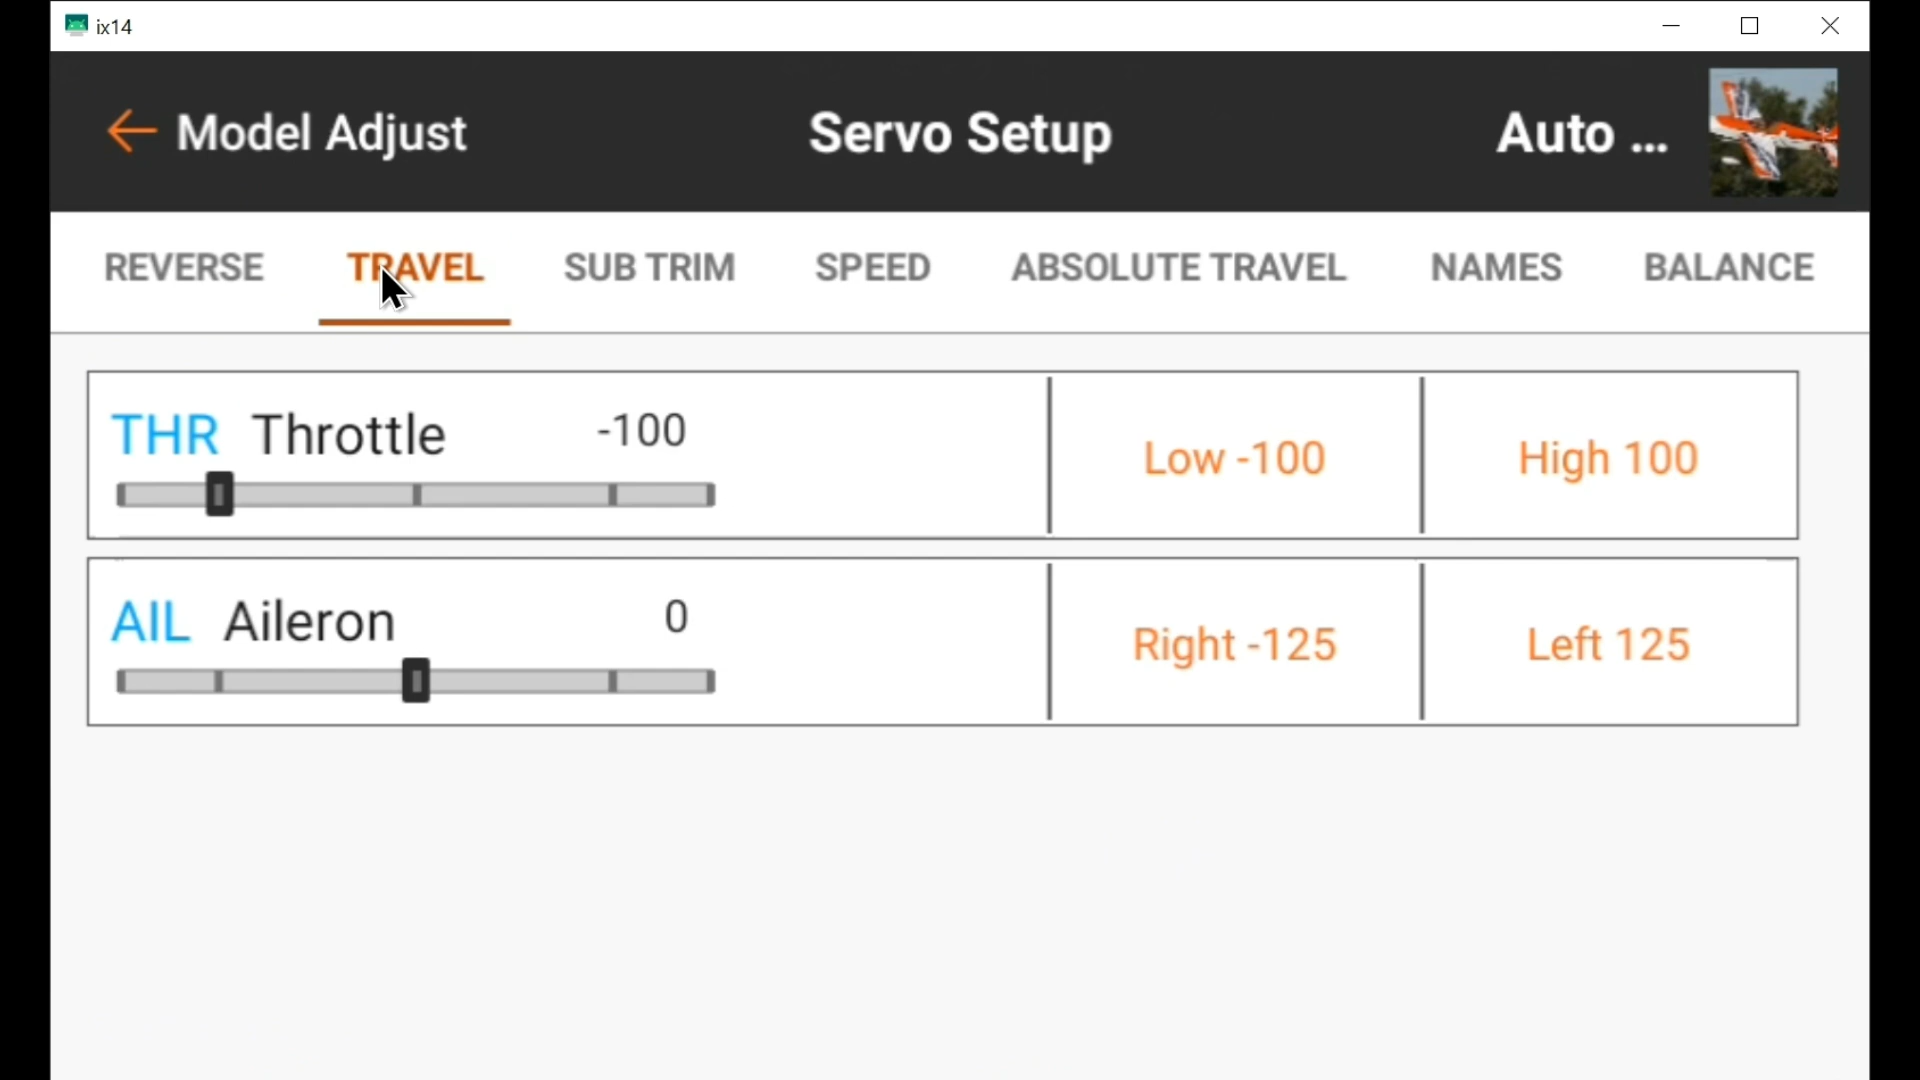 ix14
Model Adjust
Servo Setup
Auto ...
REVERSE
TRAVEL
SUB TRIM
SPEED
ABSOLUTE TRAVEL
NAMES
BALANCE
THR Throttle -100
Low -100
High 100
AIL Aileron 0
Right -125
Left 125